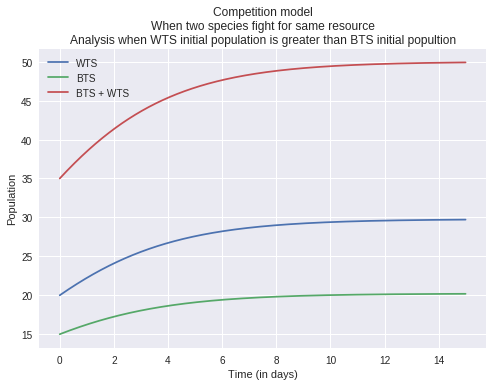 Competition model
When two species fight for same resource
Analysis when WTS initial population is greater than BTS initial popultion
WTS
BTS
BTS + WTS
50
45
40
35
30
25
20
15
Population
0 2 4 6 8 10 12 14
Time (in days)